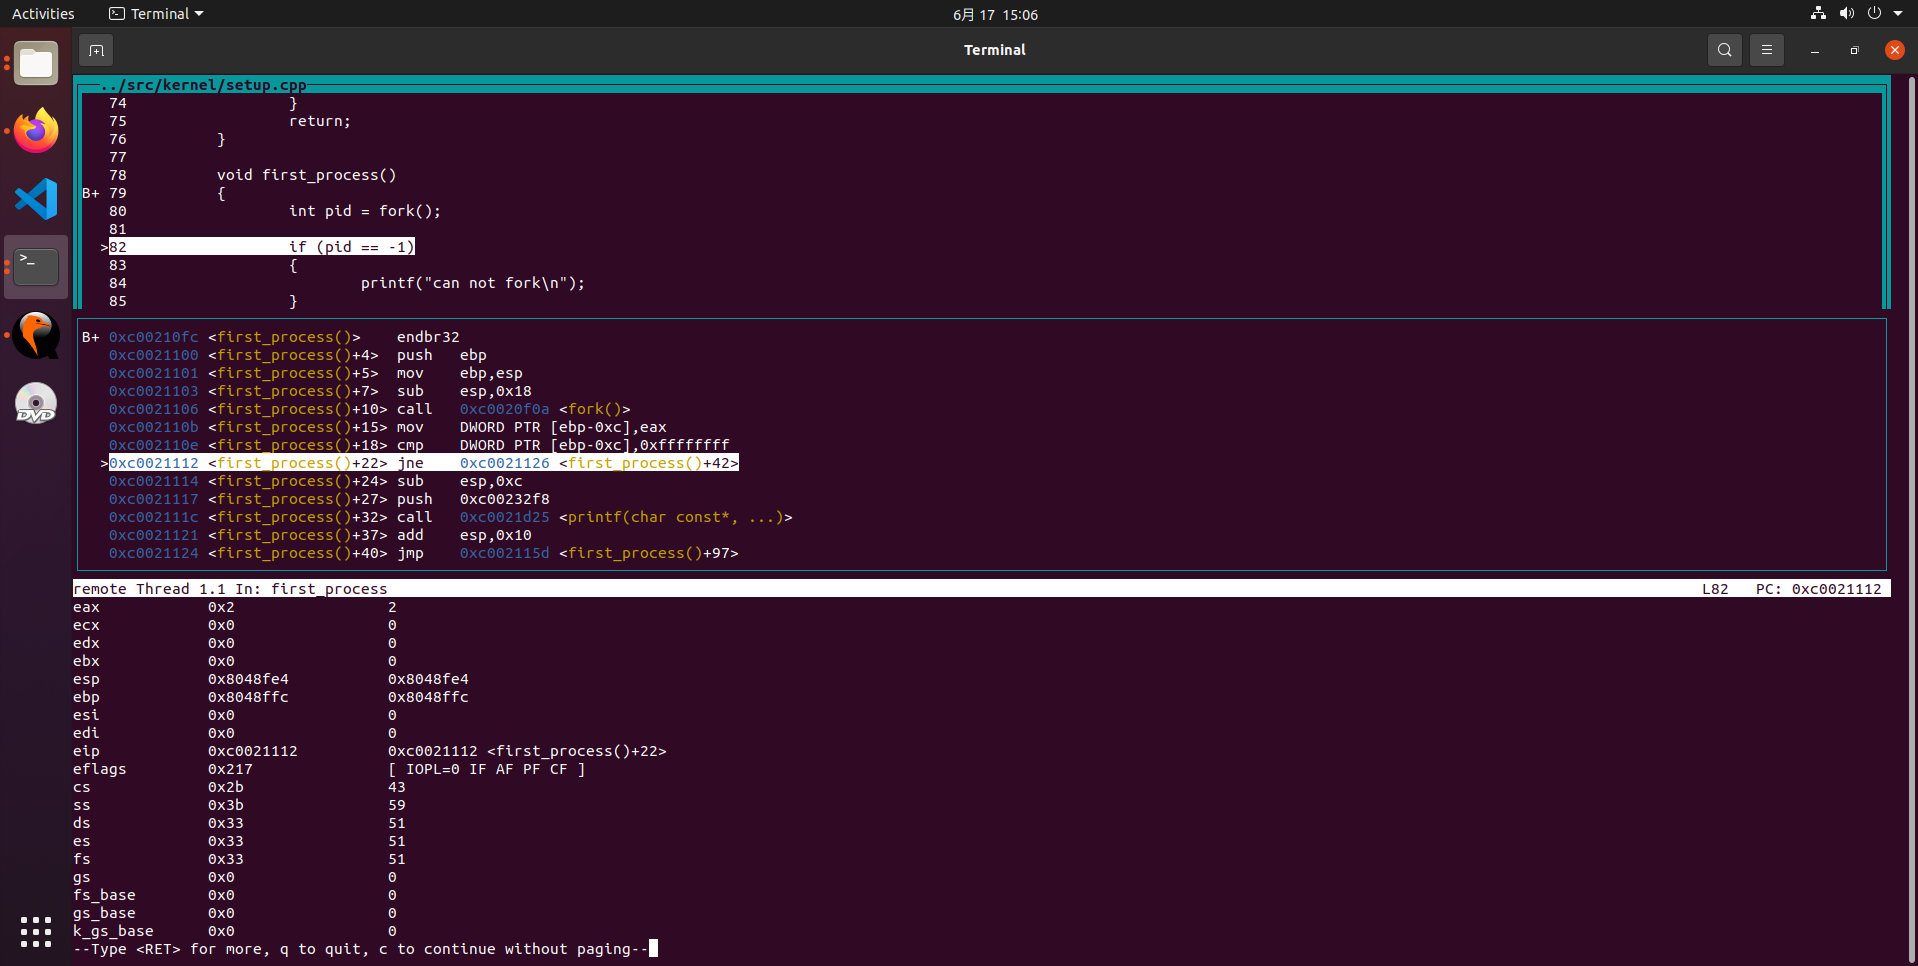 Activities Terminal 6月 17 15:06
Terminal
../src/kernel/setup.cpp
74 }
75 return;
76 }
77
78 void first_process()
B+ 79 {
80 int pid = fork();
81
>82 if (pid == -1)
83 {
84 printf("can not fork\n");
85 }
B+ 0xc00210fc <first_process()> endbr32
0xc0021100 <first_process()+4> push ebp
0xc0021101 <first_process()+5> mov ebp,esp
0xc0021103 <first_process()+7> sub esp,0x18
0xc0021106 <first_process()+10> call 0xc0020f0a <fork()>
0xc002110b <first_process()+15> mov DWORD PTR [ebp-0xc],eax
0xc002110e <first_process()+18> cmp DWORD PTR [ebp-0xc],0xffffffff
>0xc0021112 <first_process()+22> jne 0xc0021126 <first_process()+42>
0xc0021114 <first_process()+24> sub esp,0xc
0xc0021117 <first_process()+27> push 0xc00232f8
0xc002111c <first_process()+32> call 0xc0021d25 <printf(char const*, ...)>
0xc0021121 <first_process()+37> add esp,0x10
0xc0021124 <first_process()+40> jmp 0xc002115d <first_process()+97>
remote Thread 1.1 In: first_process L82 PC: 0xc0021112
eax 0x2 2
ecx 0x0 0
edx 0x0 0
ebx 0x0 0
esp 0x8048fe4 0x8048fe4
ebp 0x8048ffc 0x8048ffc
esi 0x0 0
edi 0x0 0
eip 0xc0021112 0xc0021112 <first_process()+22>
eflags 0x217 [ IOPL=0 IF AF PF CF ]
cs 0x2b 43
ss 0x3b 59
ds 0x33 51
es 0x33 51
fs 0x33 51
gs 0x0 0
fs_base 0x0 0
gs_base 0x0 0
k_gs_base 0x0 0
--Type <RET> for more, q to quit, c to continue without paging--
>_
DVD